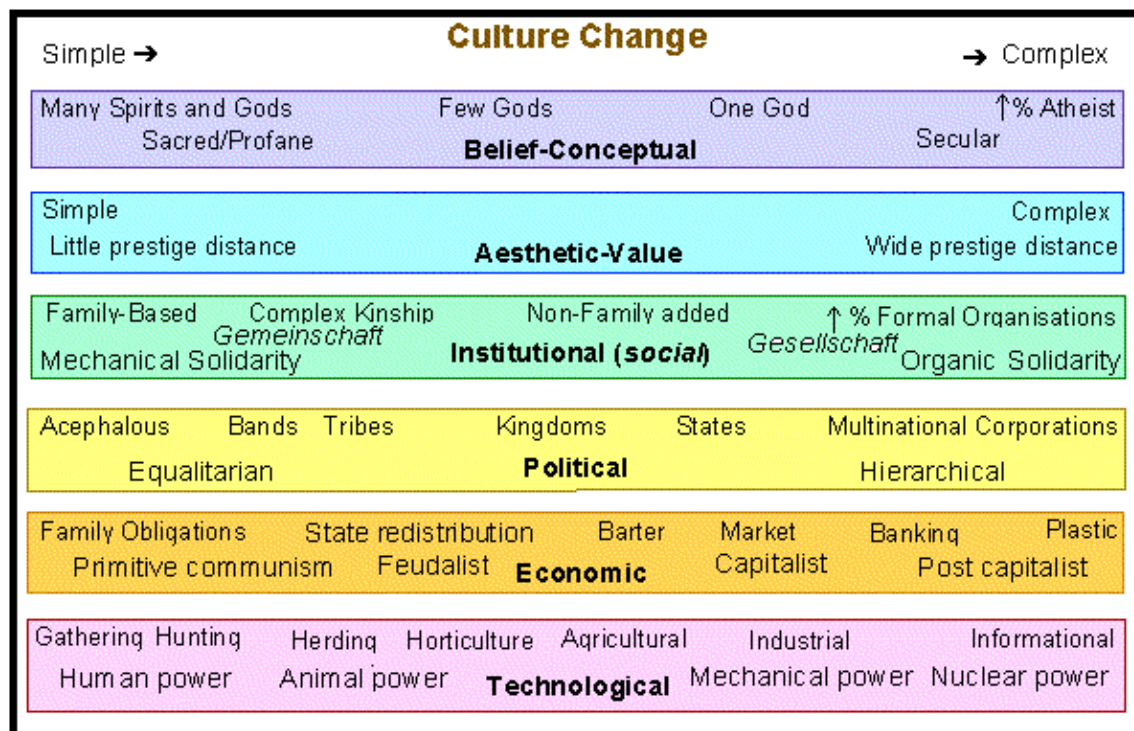 Culture Change
Simple → → Complex
Many Spirits and Gods Few Gods One God ↑% Atheist
Sacred/Profane Belief-Conceptual Secular
Simple Complex
Little prestige distance Aesthetic-Value Wide prestige distance
Family-Based Complex Kinship Non-Family added ↑ % Formal Organisations
Gemeinschaft Gesellschaft
Mechanical Solidarity Institutional (social) Organic Solidarity
Acephalous Bands Tribes Kingdoms States Multinational Corporations
Equalitarian Political Hierarchical
Family Obligations State redistribution Barter Market Banking Plastic
Primitive communism Feudalist Economic Capitalist Post capitalist
Gathering Hunting Herding Horticulture Agricultural Industrial Informational
Human power Animal power Technological Mechanical power Nuclear power